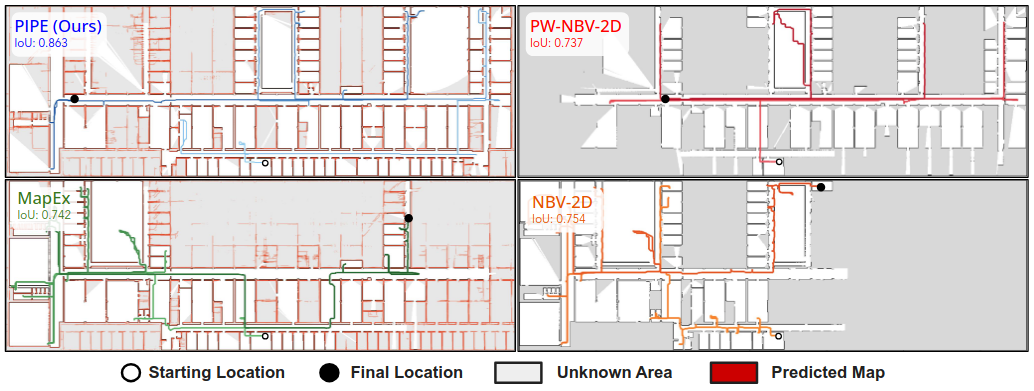 PIPE (Ours)
IoU: 0.863
PW-NBV-2D
IoU: 0.737
MapEx
IoU: 0.742
NBV-2D
IoU: 0.754
Starting Location
Final Location
Unknown Area
Predicted Map